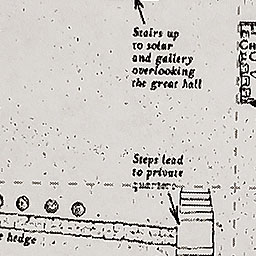 Stairs up
to solar
and gallery
overlooking
the great hall
Steps lead
to private
quarters
hedge